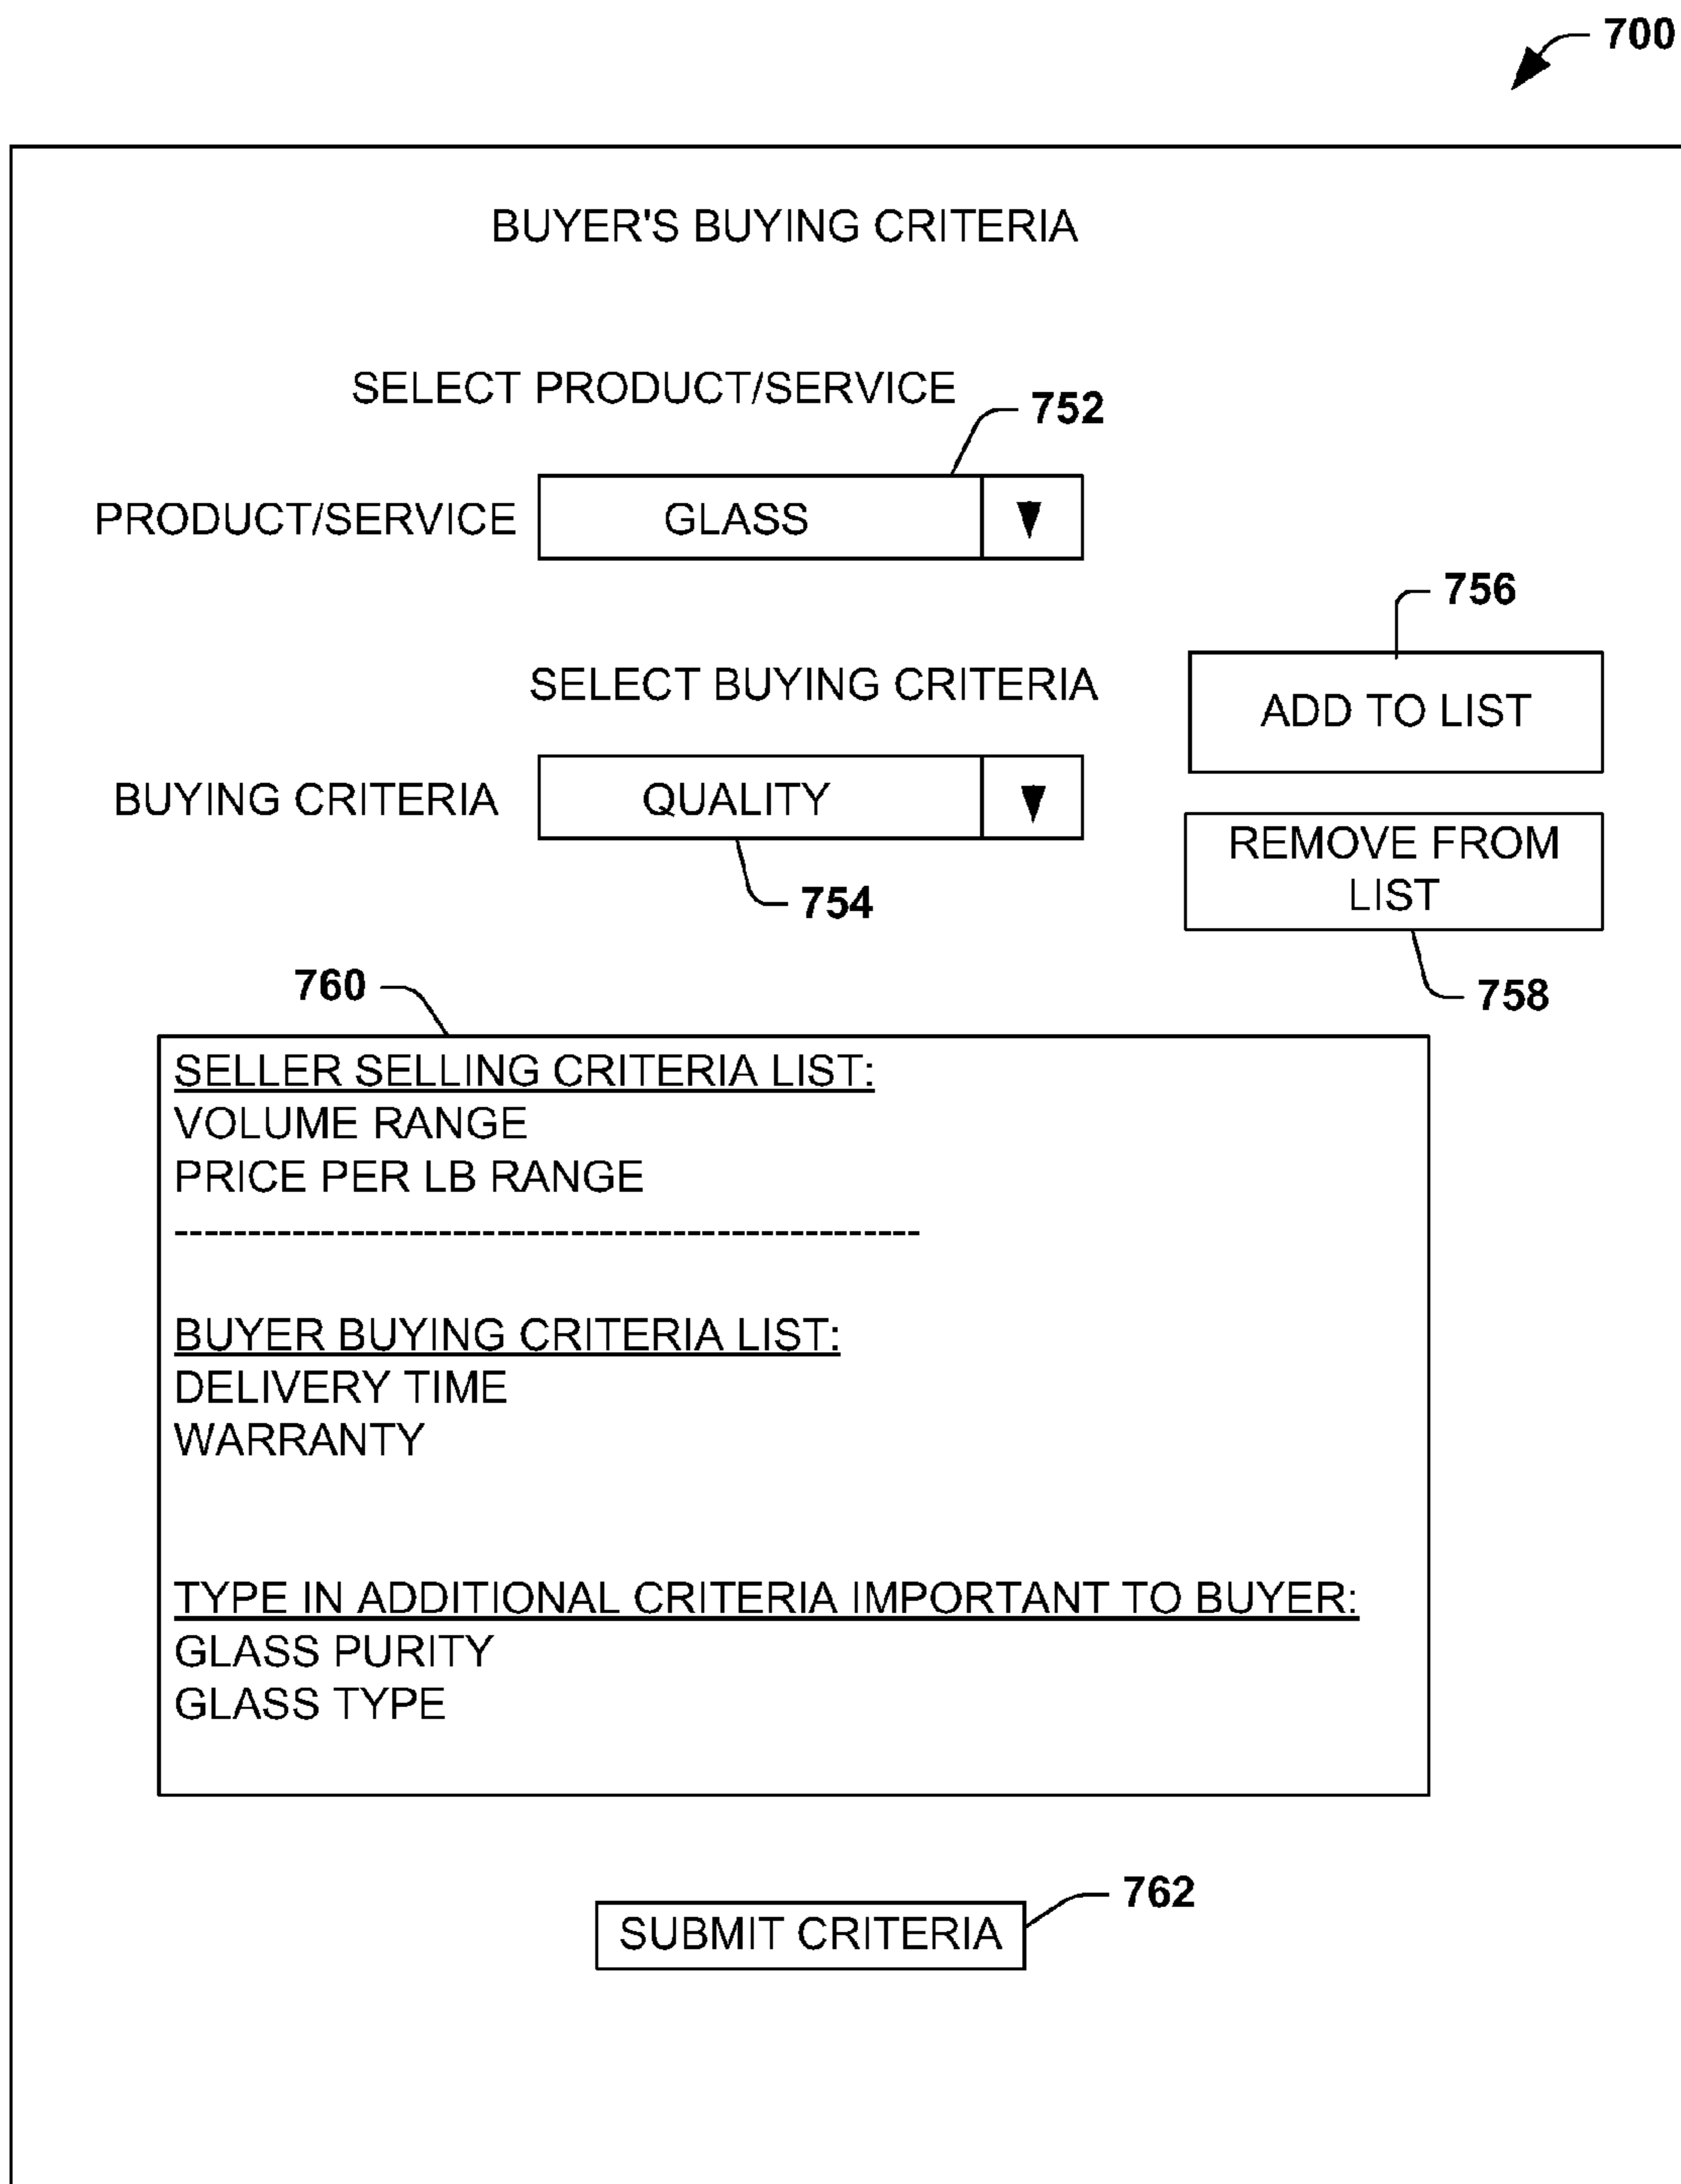 700
BUYER'S BUYING CRITERIA
SELECT PRODUCT/SERVICE
752
PRODUCT/SERVICE
GLASS
756
SELECT BUYING CRITERIA
ADD TO LIST
BUYING CRITERIA
QUALITY
REMOVE FROM
LIST
754
760
758
SELLER SELLING CRITERIA LIST:
VOLUME RANGE
PRICE PER LB RANGE
---------------------------------------------------
BUYER BUYING CRITERIA LIST:
DELIVERY TIME
WARRANTY
TYPE IN ADDITIONAL CRITERIA IMPORTANT TO BUYER:
GLASS PURITY
GLASS TYPE
762
SUBMIT CRITERIA